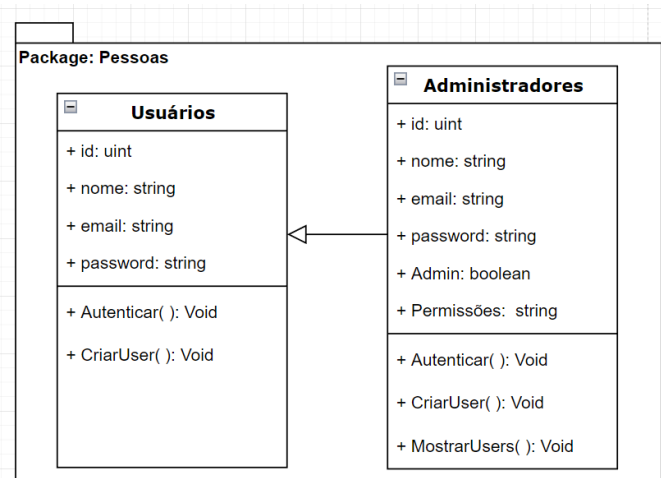 Package: Pessoas
Usuários
+ id: uint
+ nome: string
+ email: string
+ password: string
+ Autenticar( ): Void
+ CriarUser( ): Void
Administradores
+ id: uint
+ nome: string
+ email: string
+ password: string
+ Admin: boolean
+ Permissões:  string
+ Autenticar( ): Void
+ CriarUser( ): Void
+ MostrarUsers( ): Void